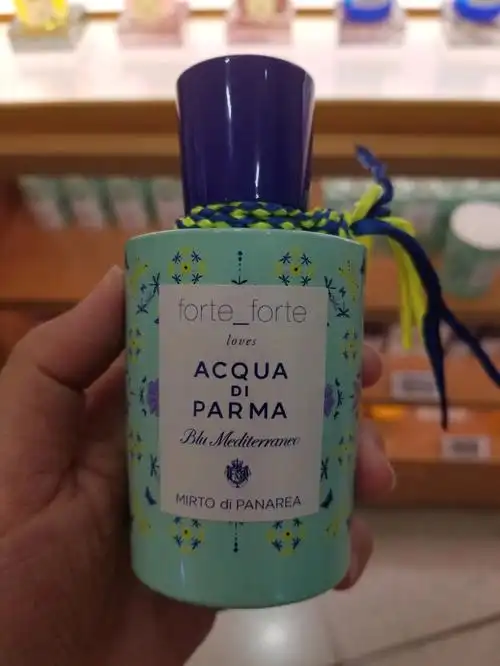 forte_forte
loves
ACQUA
DI
PARMA
Blu Mediterraneo
MIRTO di PANAREA